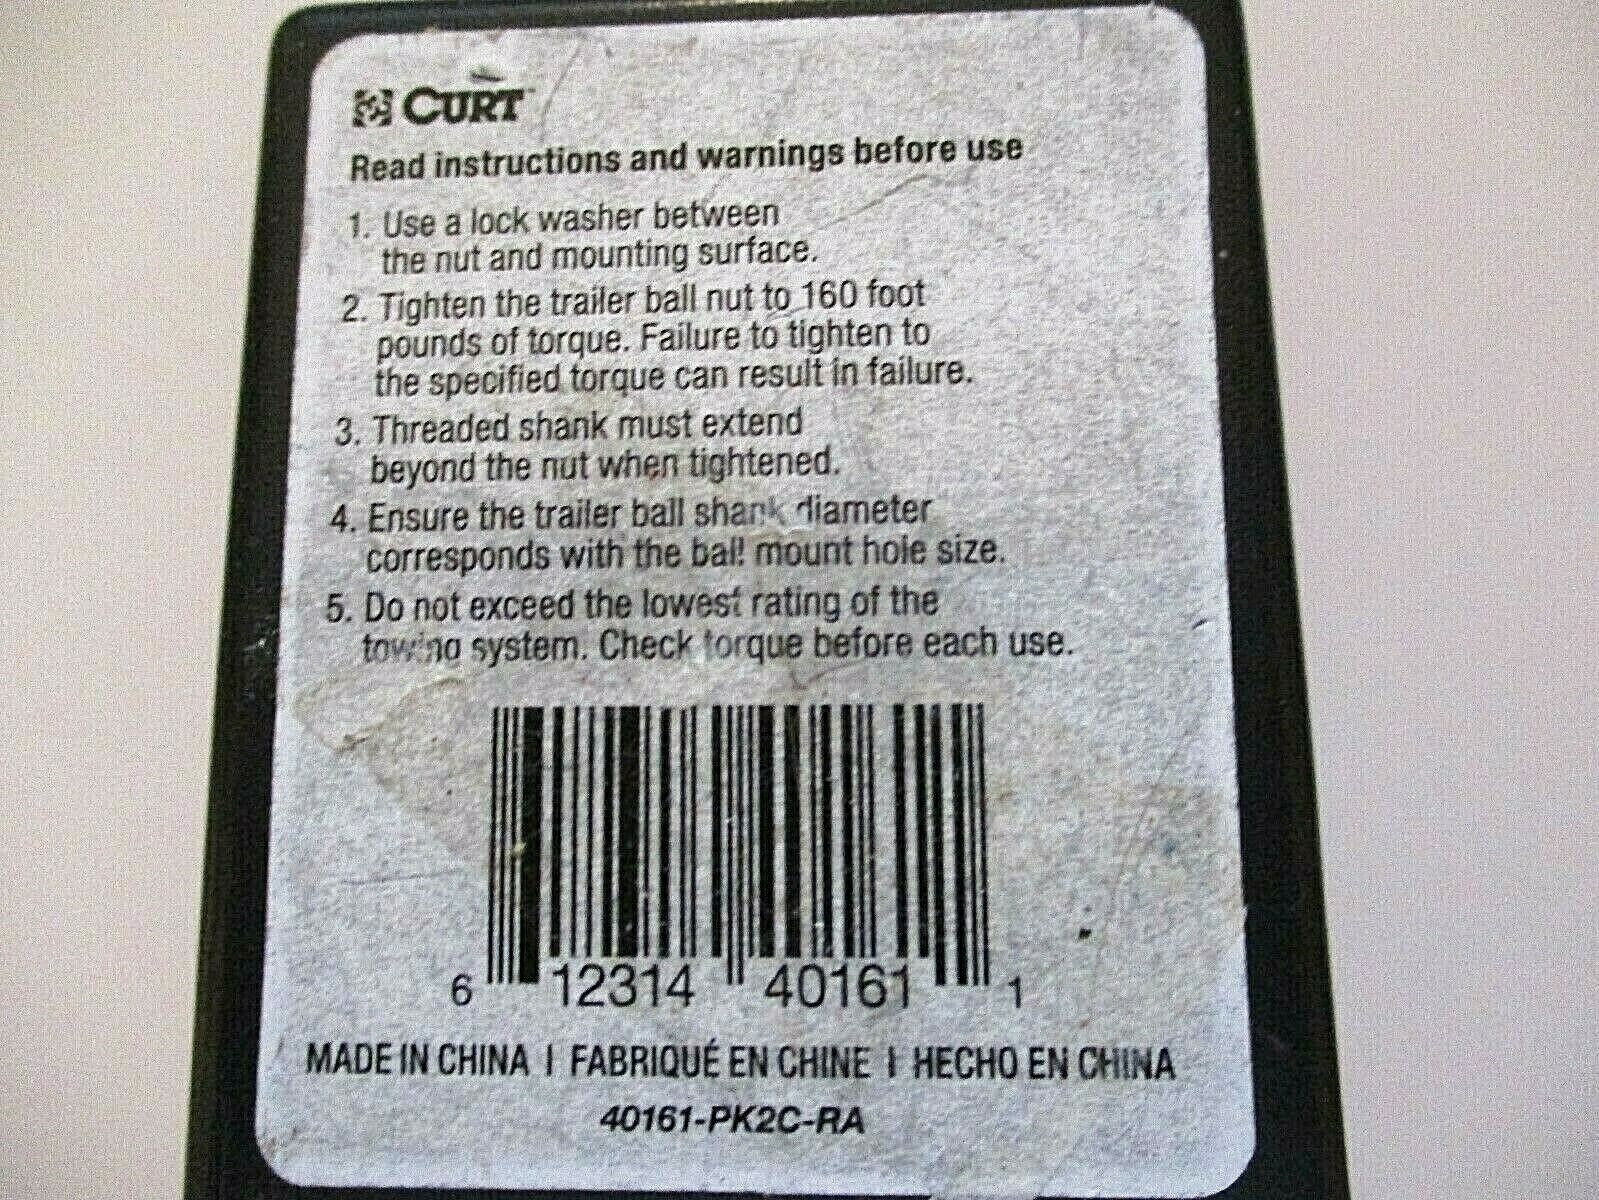 CURT™
Read instructions and warnings before use
1. Use a lock washer between
the nut and mounting surface.
2. Tighten the trailer ball nut to 160 foot
pounds of torque. Failure to tighten to
the specified torque can result in failure.
3. Threaded shank must extend
beyond the nut when tightened.
4. Ensure the trailer ball shank diameter
corresponds with the ball mount hole size.
5. Do not exceed the lowest rating of the
towing system. Check torque before each use.
6 12314 40161 1
MADE IN CHINA | FABRIQUÉ EN CHINE | HECHO EN CHINA
40161-PK2C-RA